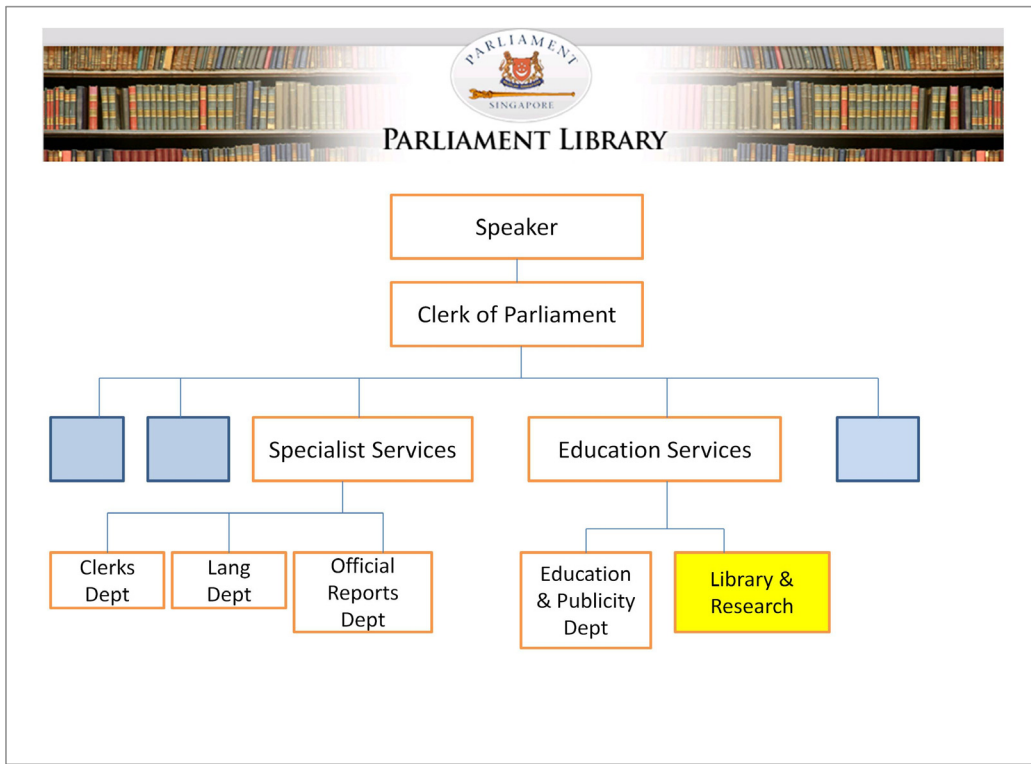 PARLIAMENT
SINGAPORE
PARLIAMENT LIBRARY
Speaker
Clerk of Parliament
Specialist Services
Education Services
Clerks
Dept
Lang
Dept
Official
Reports
Dept
Education
& Publicity
Dept
Library &
Research